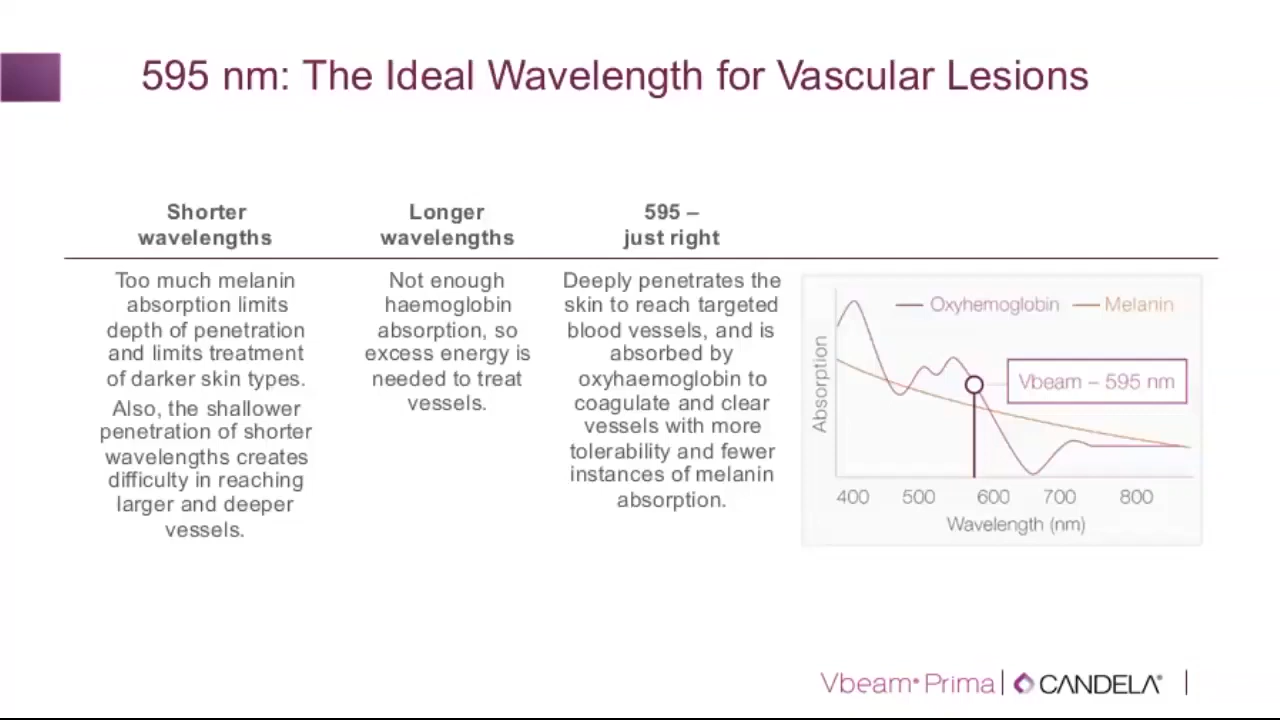 595 nm: The Ideal Wavelength for Vascular Lesions
Shorter
wavelengths
Too much melanin
absorption limits
depth of penetration
and limits treatment
of darker skin types.
Also, the shallower
penetration of shorter
wavelengths creates
difficulty in reaching
larger and deeper
vessels.
Longer
wavelengths
Not enough
haemoglobin
absorption, so
excess energy is
needed to treat
vessels.
595 –
just right
Deeply penetrates the
skin to reach targeted
blood vessels, and is
absorbed by
oxyhaemoglobin to
coagulate and clear
vessels with more
tolerability and fewer
instances of melanin
absorption.
Oxyhemoglobin Melanin
Absorption
Vbeam – 595 nm
400 500 600 700 800
Wavelength (nm)
Vbeam® Prima | CANDELA® |